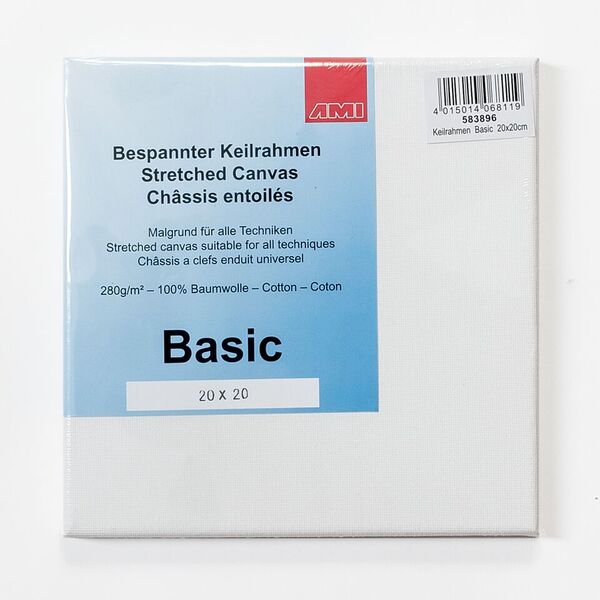 AMI
4 015014 068119
583896
Keilrahmen Basic 20x20cm
Bespannter Keilrahmen
Stretched Canvas
Châssis entoilés
Malgrund für alle Techniken
Stretched canvas suitable for all techniques
Châssis a clefs enduit universel
280g/m² – 100% Baumwolle – Cotton – Coton
Basic
20 X 20